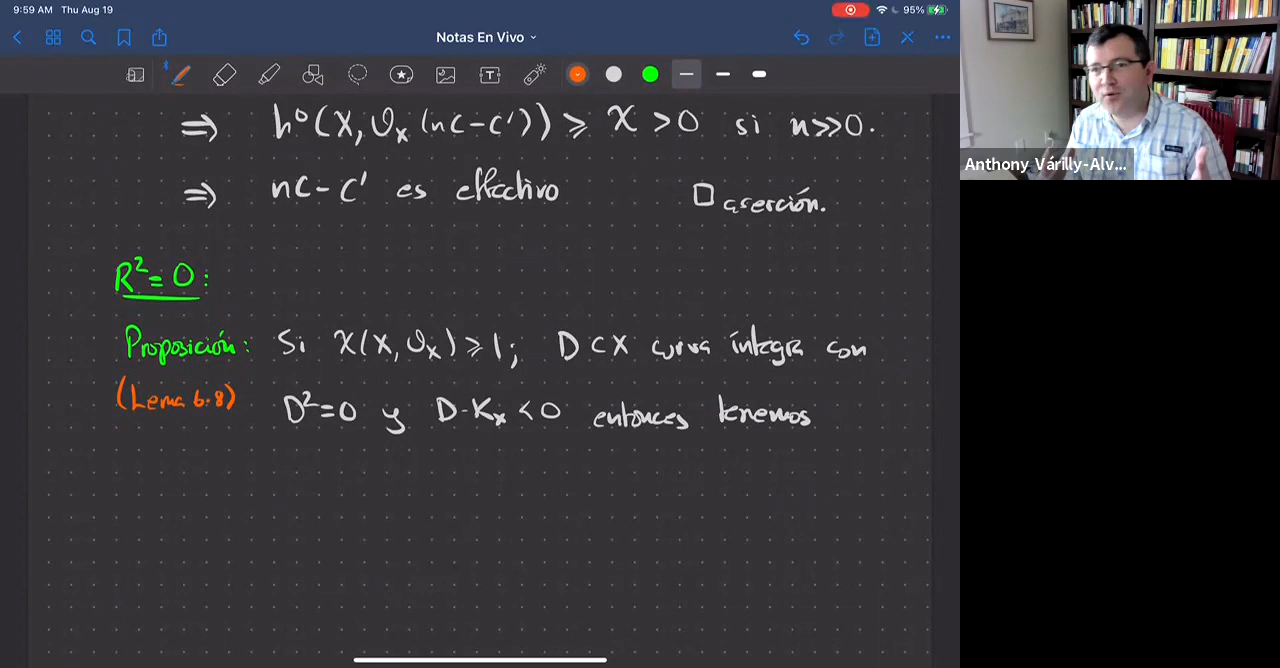 9:59 AM Thu Aug 19
95%
Notas En Vivo
Anthony Várilly-Alv...
⇒ h⁰(X, O_X(nC-C')) ⩾ χ > 0 si n≫0.
⇒ nC-C' es effectivo □ aserción.
R²=0:
Proposición: Si χ(X, O_X) ⩾ 1; D⊂X curva íntegra con
(Lema 6.8) D²=0 y D·K_X < 0 entonces tenemos